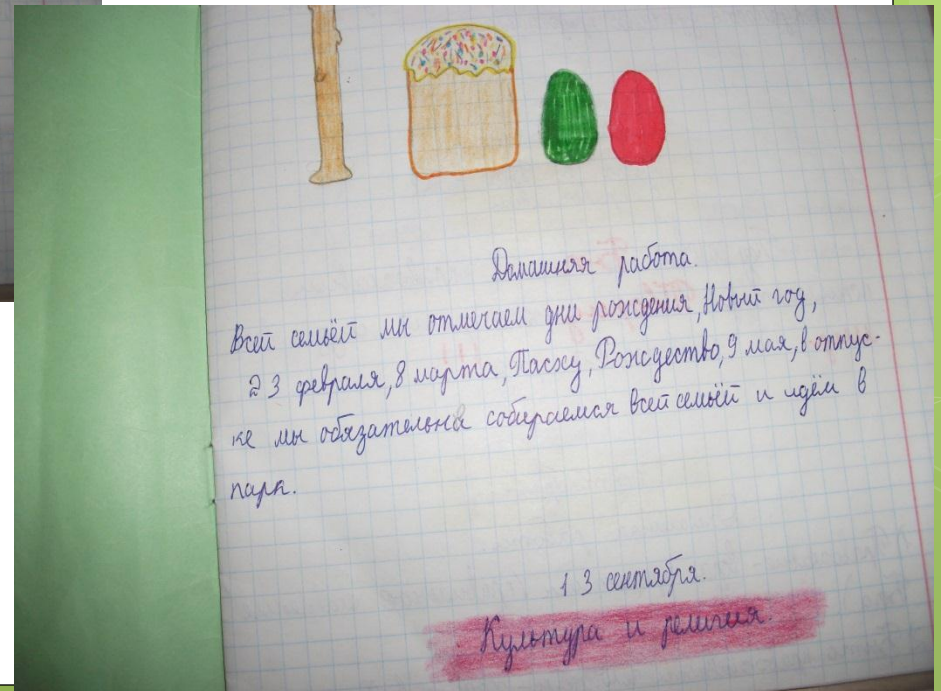 Домашняя работа.
Всей семьёй мы отмечаем дни рождения, Новый год,
23 февраля, 8 марта, Пасху, Рождество, 9 мая, в отпус-
ке мы обязательна собираемся всей семьёй и идём в
парк.
13 сентября.
Культура и религия.